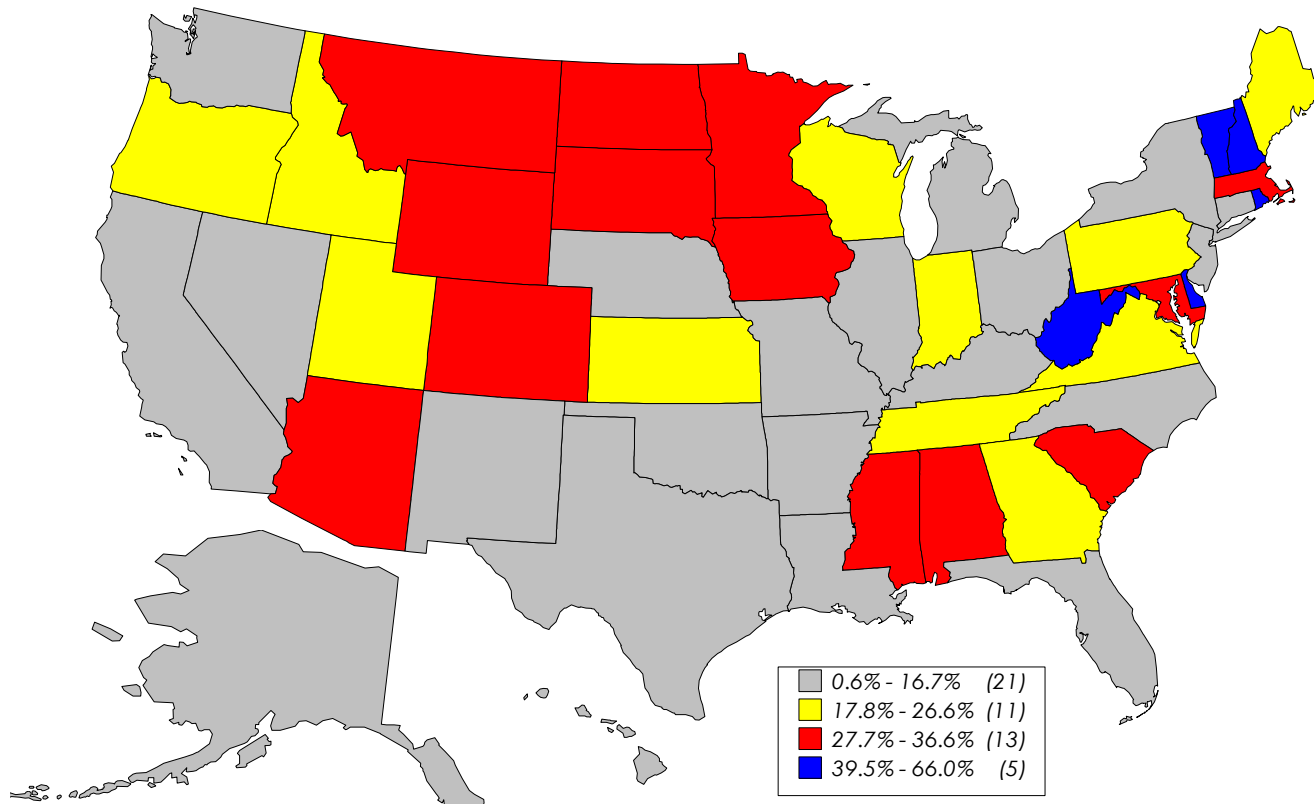 0.6% - 16.7% (21)
17.8% - 26.6% (11)
27.7% - 36.6% (13)
39.5% - 66.0% (5)